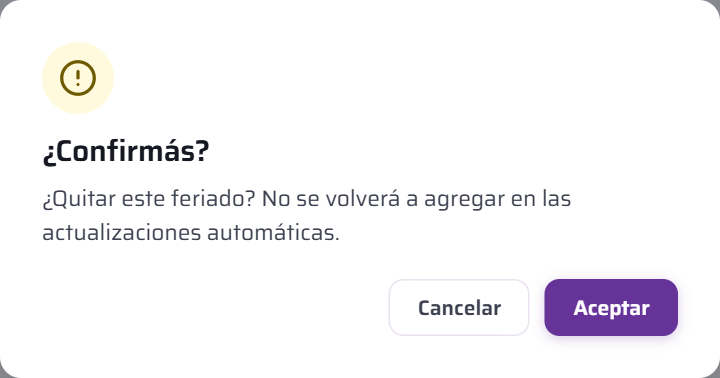 ¿Confirmás?
¿Quitar este feriado? No se volverá a agregar en las
actualizaciones automáticas.
Cancelar
Aceptar